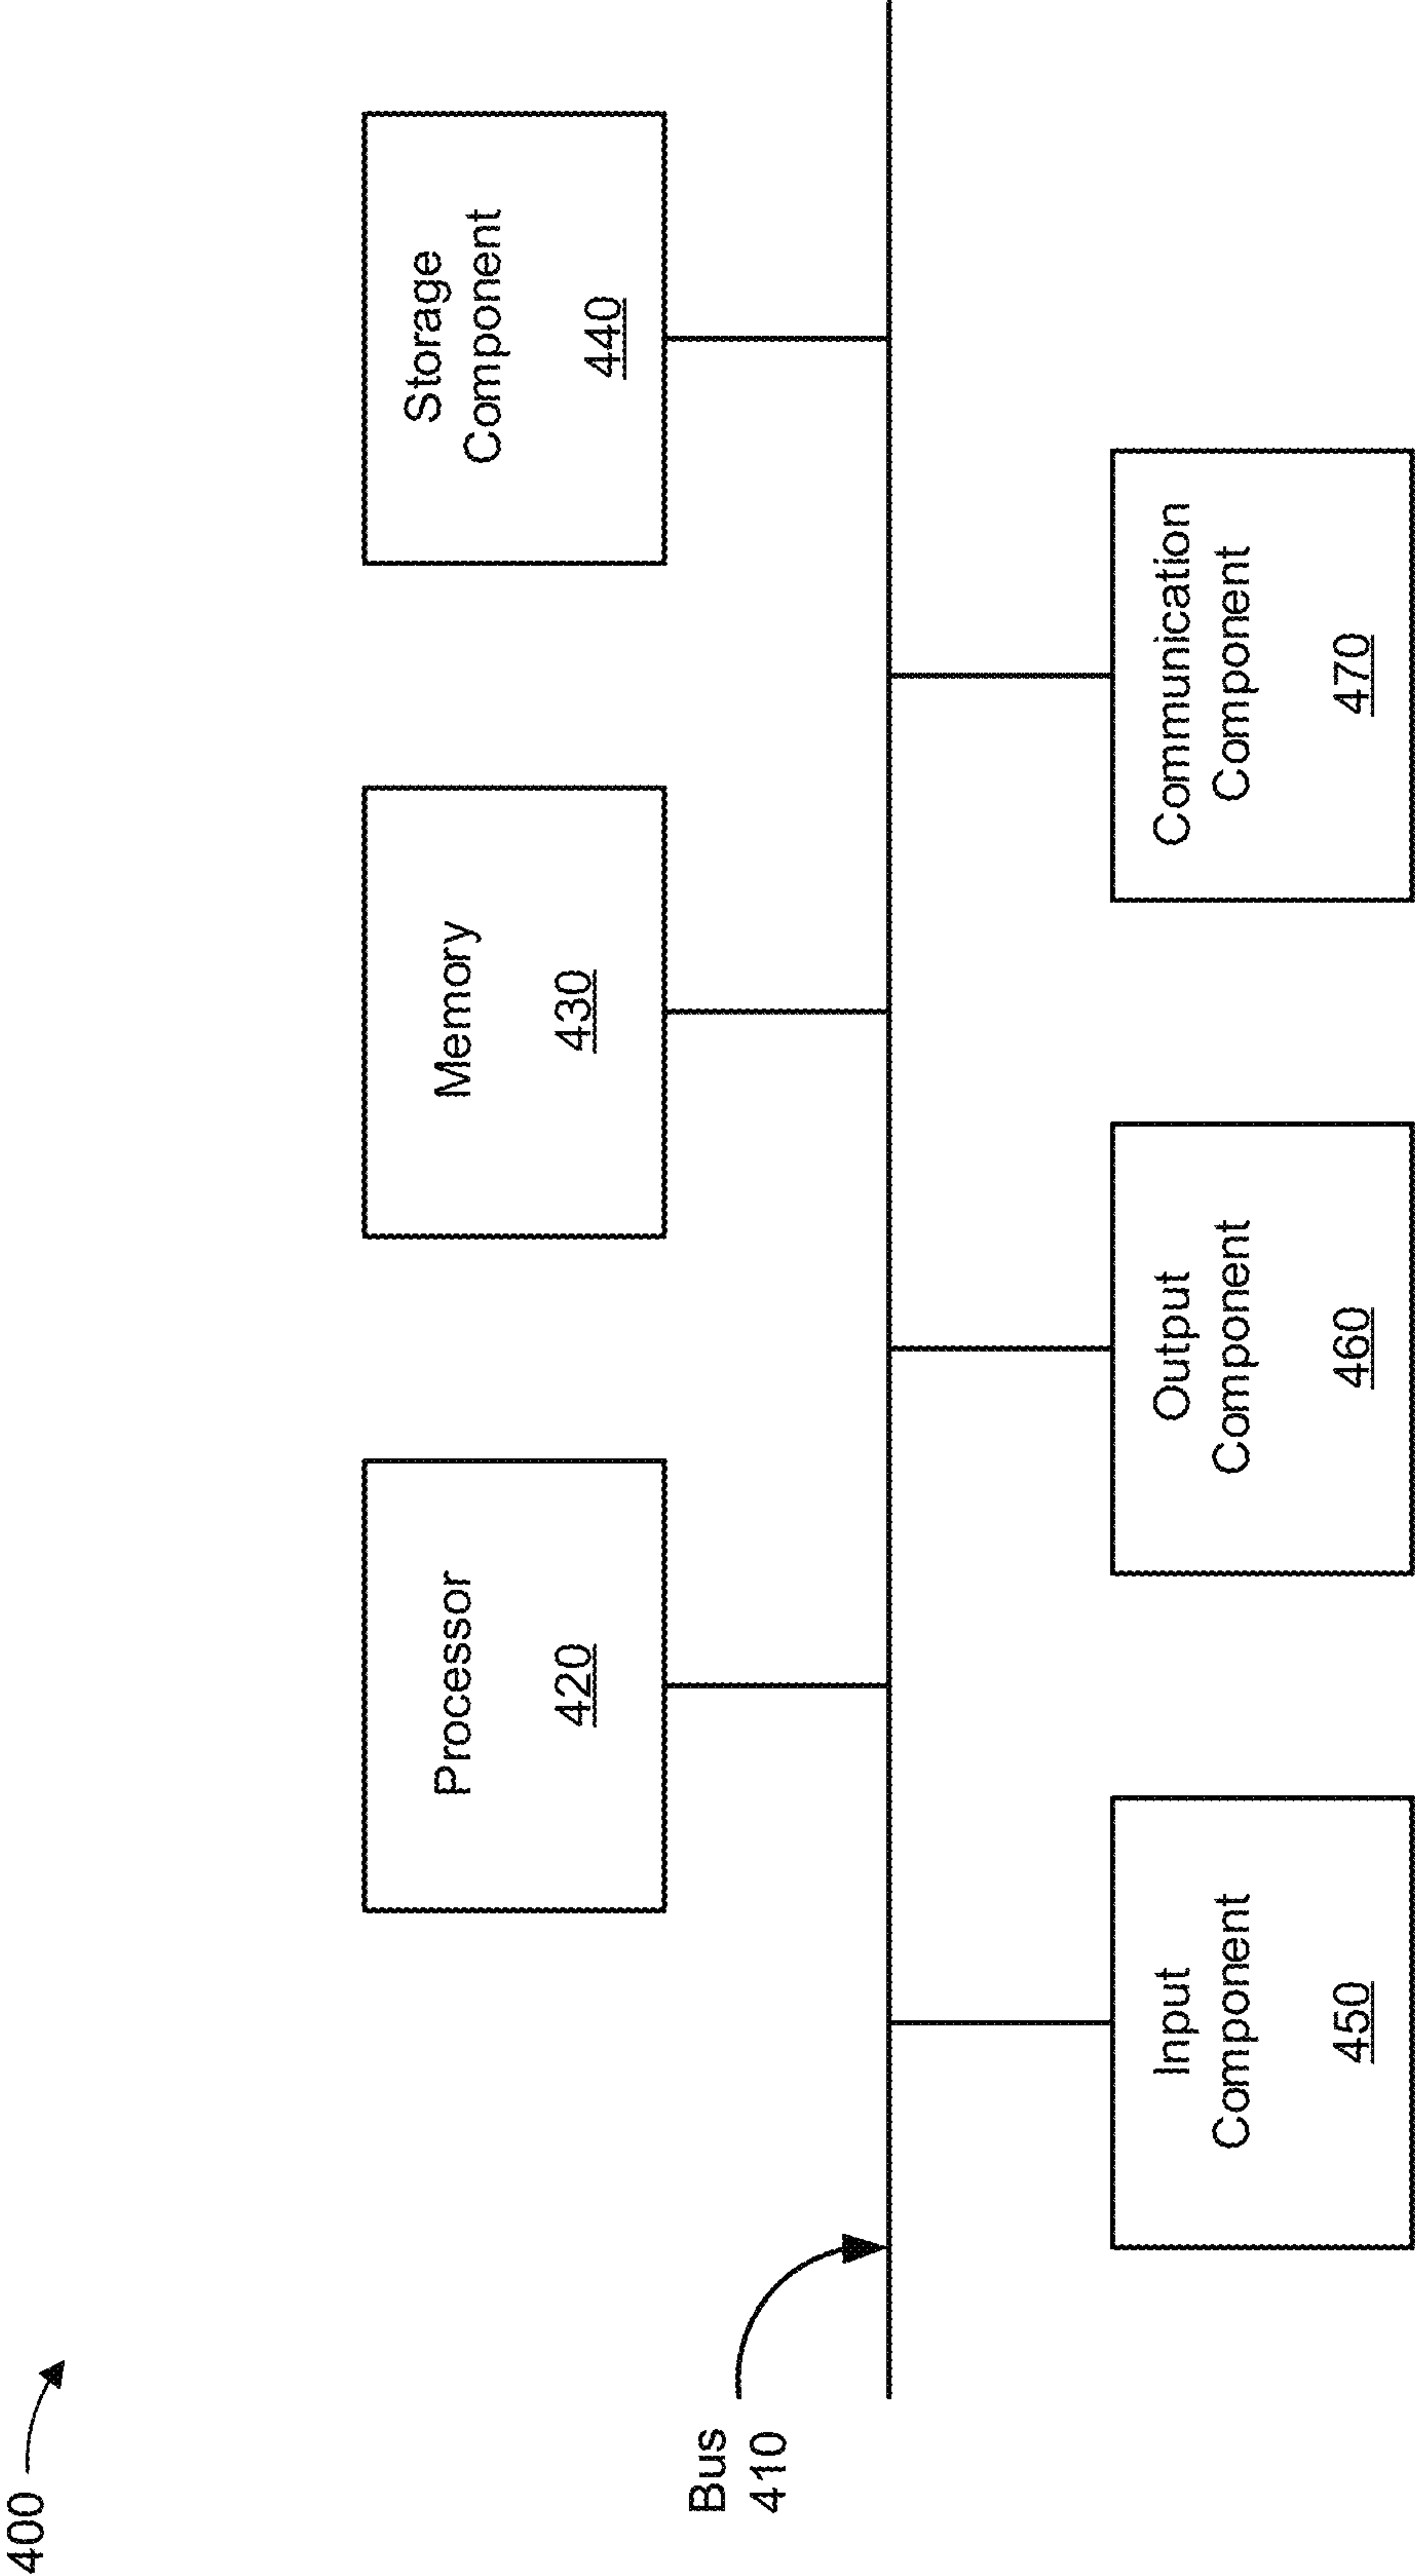 400
Processor
420
Memory
430
Storage
Component
440
Bus
410
Input
Component
450
Output
Component
460
Communication
Component
470